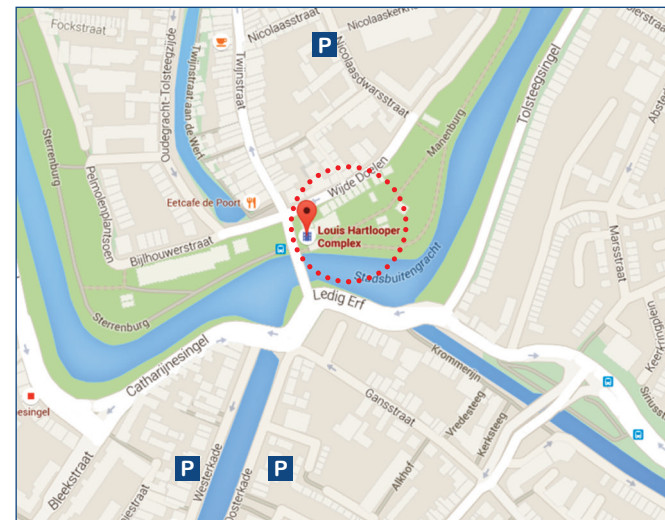 Fockstraat
Nicolaasstraat
Nicolaaskerkh
P
Nicolaasdwarsstraat
Twijnstraat
Twijnstraat aan de Werf
Oudegracht-Tolsteegzijde
Tolsteegsingel
Sterrenburg
Pelmolenplantsoen
Manenburg
Wijde Doelen
Eetcafe de Poort
Louis Hartlooper
Complex
Bijlhouwerstraat
Marsstraat
Stadsbuitengracht
Ledig Erf
Sterrenburg
Catharijnesingel
Krommerijn
esingel
Gansstraat
Vredesteeg
Kerksteeg
Bleekstraat
Westerkade
P
P
Alkhof